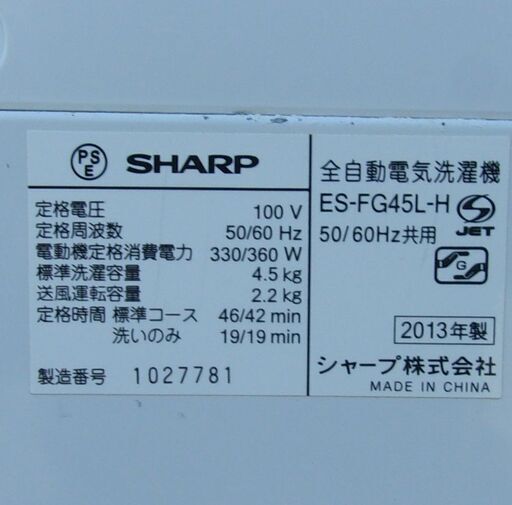 PS
E
SHARP
定格電圧 100 V
定格周波数 50/60 Hz
電動機定格消費電力 330/360 W
標準洗濯容量 4.5 kg
送風運転容量 2.2 kg
定格時間 標準コース 46/42 min
洗いのみ 19/19 min
製造番号 1027781
全自動電気洗濯機
ES-FG45L-H
S JET
50/60Hz共用
G
2013年製
シャープ株式会社
MADE IN CHINA